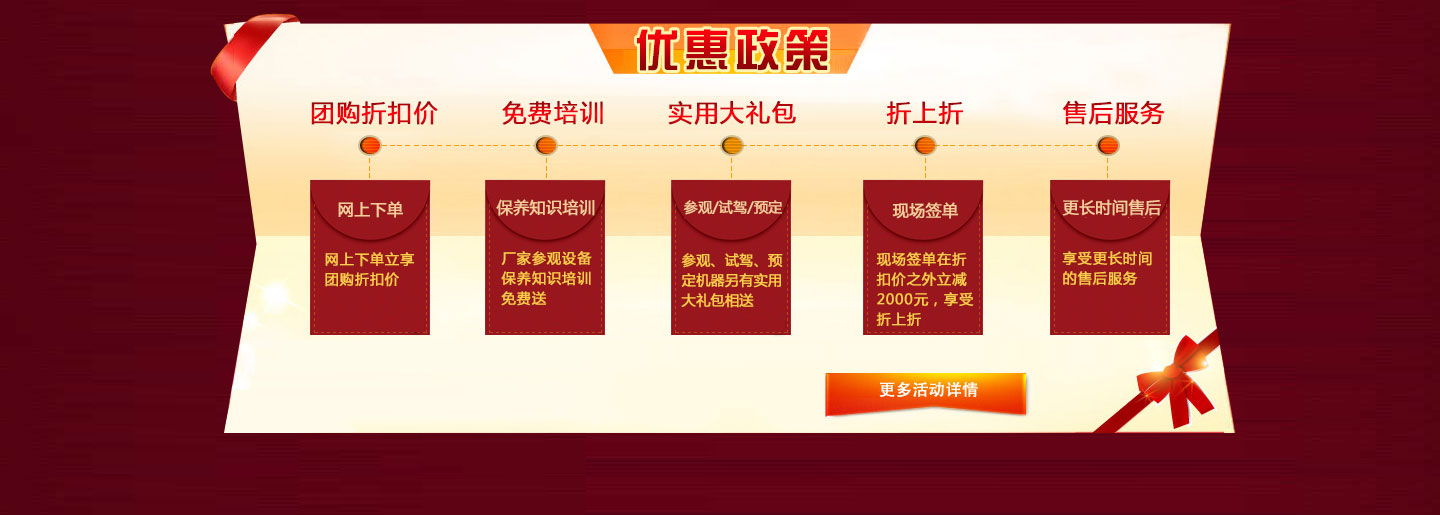 优惠政策
团购折扣价
免费培训
实用大礼包
折上折
售后服务
网上下单
网上下单立享
团购折扣价
保养知识培训
厂家参观设备
保养知识培训
免费送
参观/试驾/预定
参观、试驾、预
定机器另有实用
大礼包相送
现场签单
现场签单在折
扣价之外立减
2000元，享受
折上折
更长时间售后
享受更长时间
的售后服务
更多活动详情